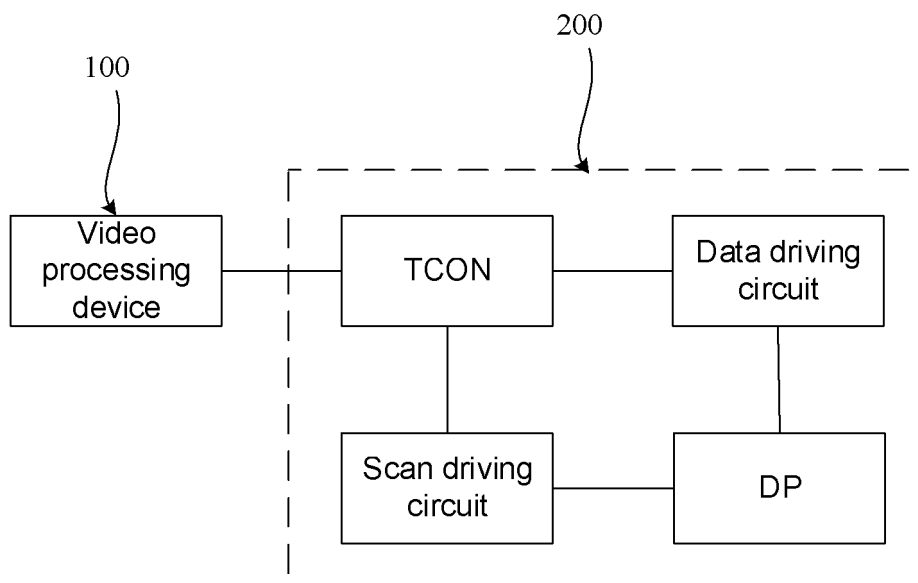 200
100
Video
processing
device
TCON
Data driving
circuit
Scan driving
circuit
DP